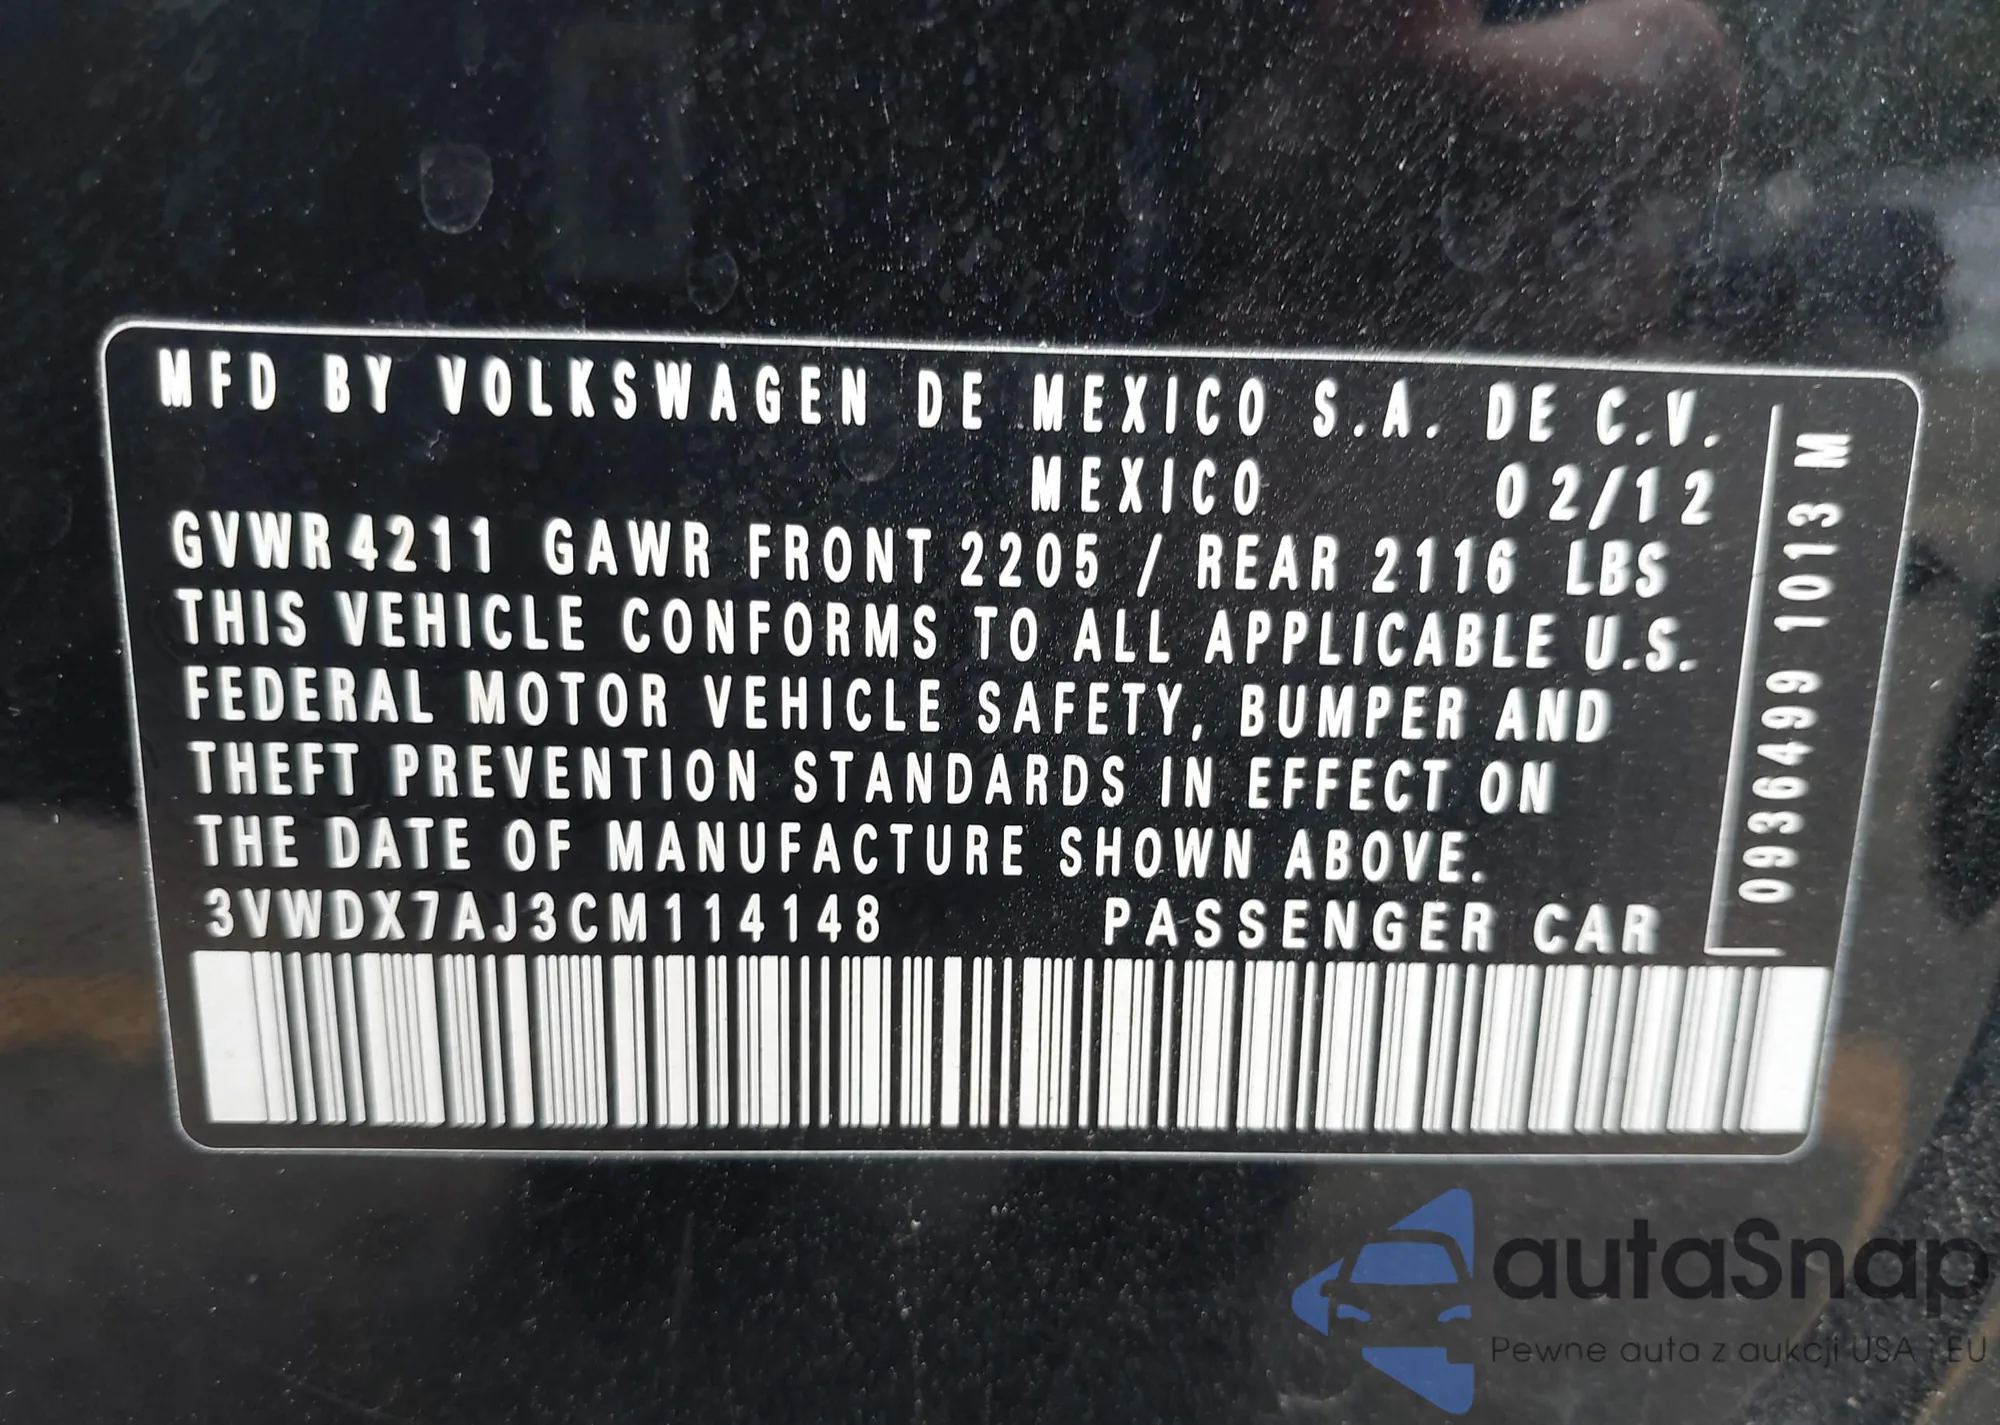 MFD BY VOLKSWAGEN DE MEXICO S.A. DE C.V.
MEXICO 02/12
GVWR 4211 GAWR FRONT 2205 / REAR 2116 LBS
THIS VEHICLE CONFORMS TO ALL APPLICABLE U.S.
FEDERAL MOTOR VEHICLE SAFETY, BUMPER AND
THEFT PREVENTION STANDARDS IN EFFECT ON
THE DATE OF MANUFACTURE SHOWN ABOVE.
3VWDX7AJ3CM114148 PASSENGER CAR
0936499 1013 M
autaSnap
Pewne auta z aukcji USA i EU